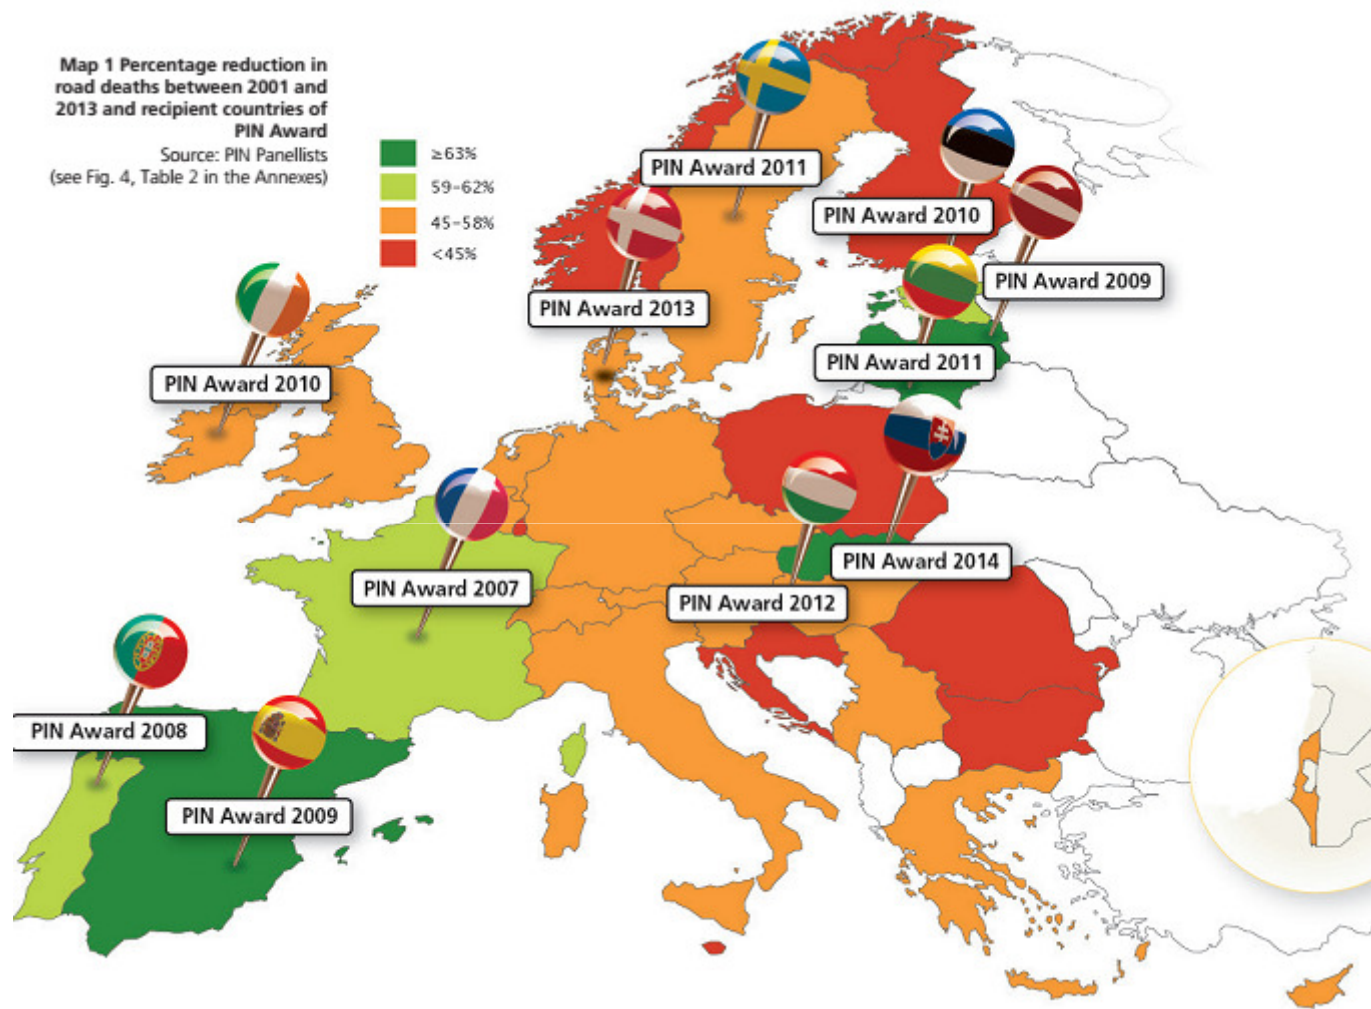 Map 1 Percentage reduction in
road deaths between 2001 and
2013 and recipient countries of
PIN Award
Source: PIN Panellists
(see Fig. 4, Table 2 in the Annexes)
≥63%
59–62%
45–58%
<45%
PIN Award 2011
PIN Award 2010
PIN Award 2009
PIN Award 2013
PIN Award 2011
PIN Award 2010
PIN Award 2014
PIN Award 2007
PIN Award 2012
PIN Award 2008
PIN Award 2009